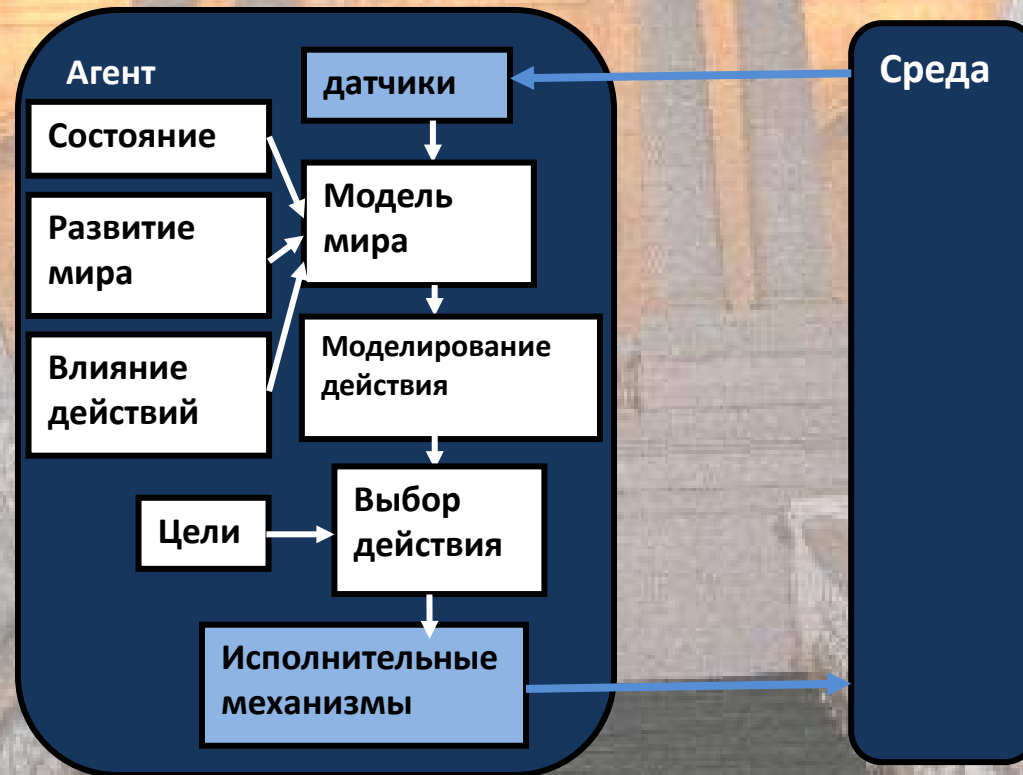 Агент
датчики
Среда
Состояние
Модель
мира
Развитие
мира
Моделирование
действия
Влияние
действий
Выбор
действия
Цели
Исполнительные
механизмы